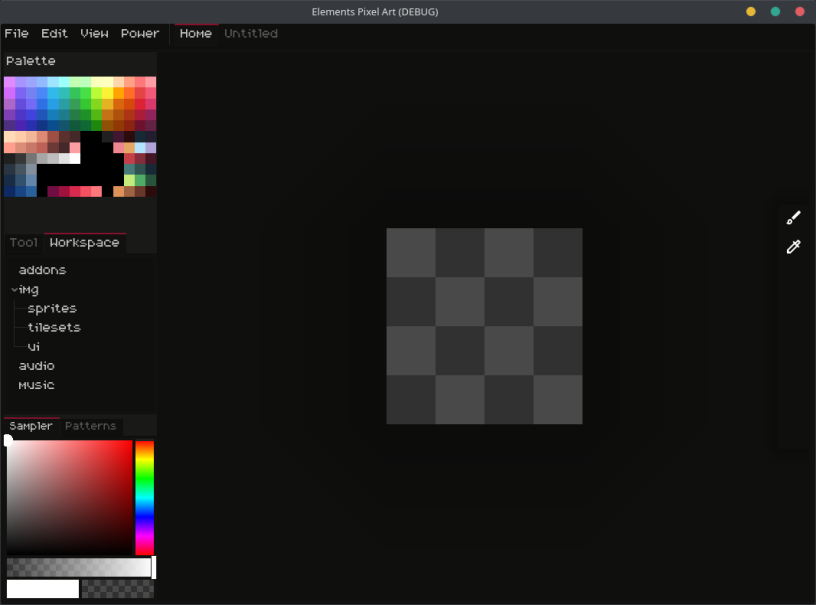 Elements Pixel Art (DEBUG)
File Edit View Power Home Untitled
Palette
Tool Workspace
addons
img
sprites
tilesets
ui
audio
music
Sampler Patterns